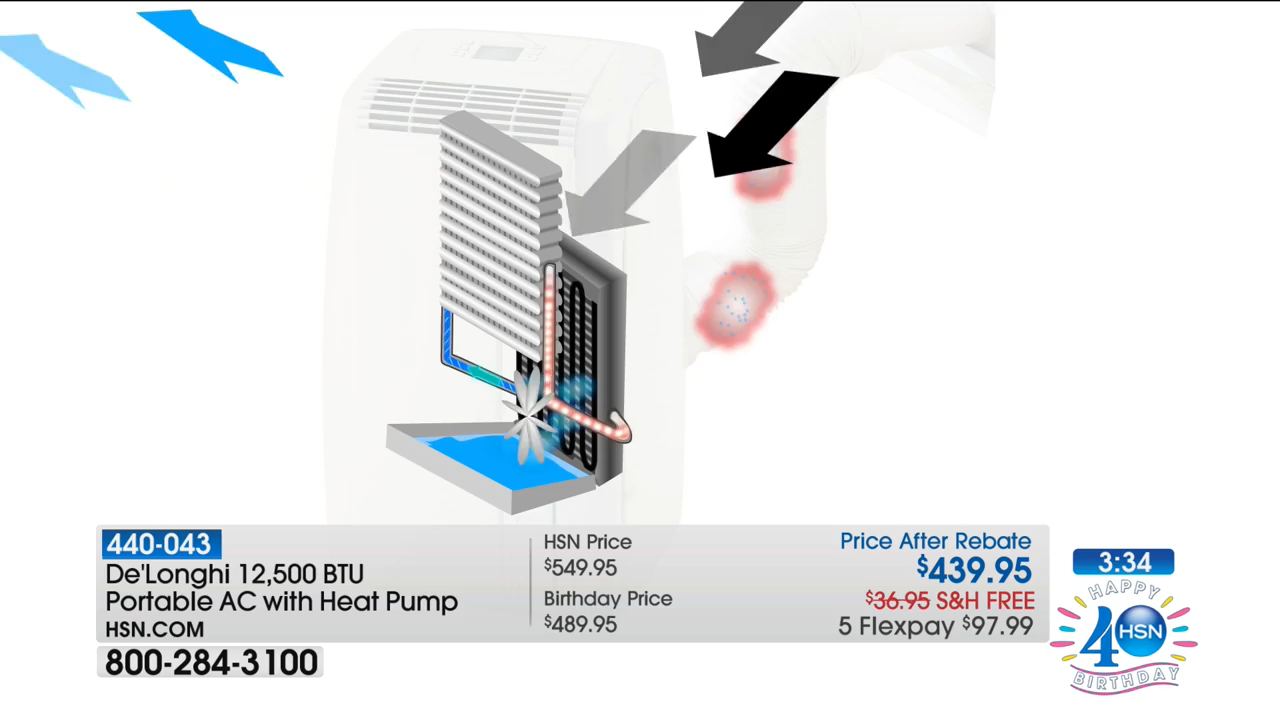 440-043
De'Longhi 12,500 BTU
Portable AC with Heat Pump
HSN.COM
800-284-3100
HSN Price
$549.95
Birthday Price
$489.95
Price After Rebate
$439.95
$36.95 S&H FREE
5 Flexpay $97.99
3:34
HAPPY
40
HSN
BIRTHDAY